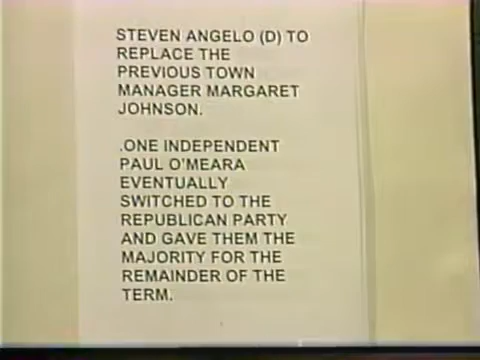 STEVEN ANGELO (D) TO
REPLACE THE
PREVIOUS TOWN
MANAGER MARGARET
JOHNSON.
.ONE INDEPENDENT
PAUL O'MEARA
EVENTUALLY
SWITCHED TO THE
REPUBLICAN PARTY
AND GAVE THEM THE
MAJORITY FOR THE
REMAINDER OF THE
TERM.